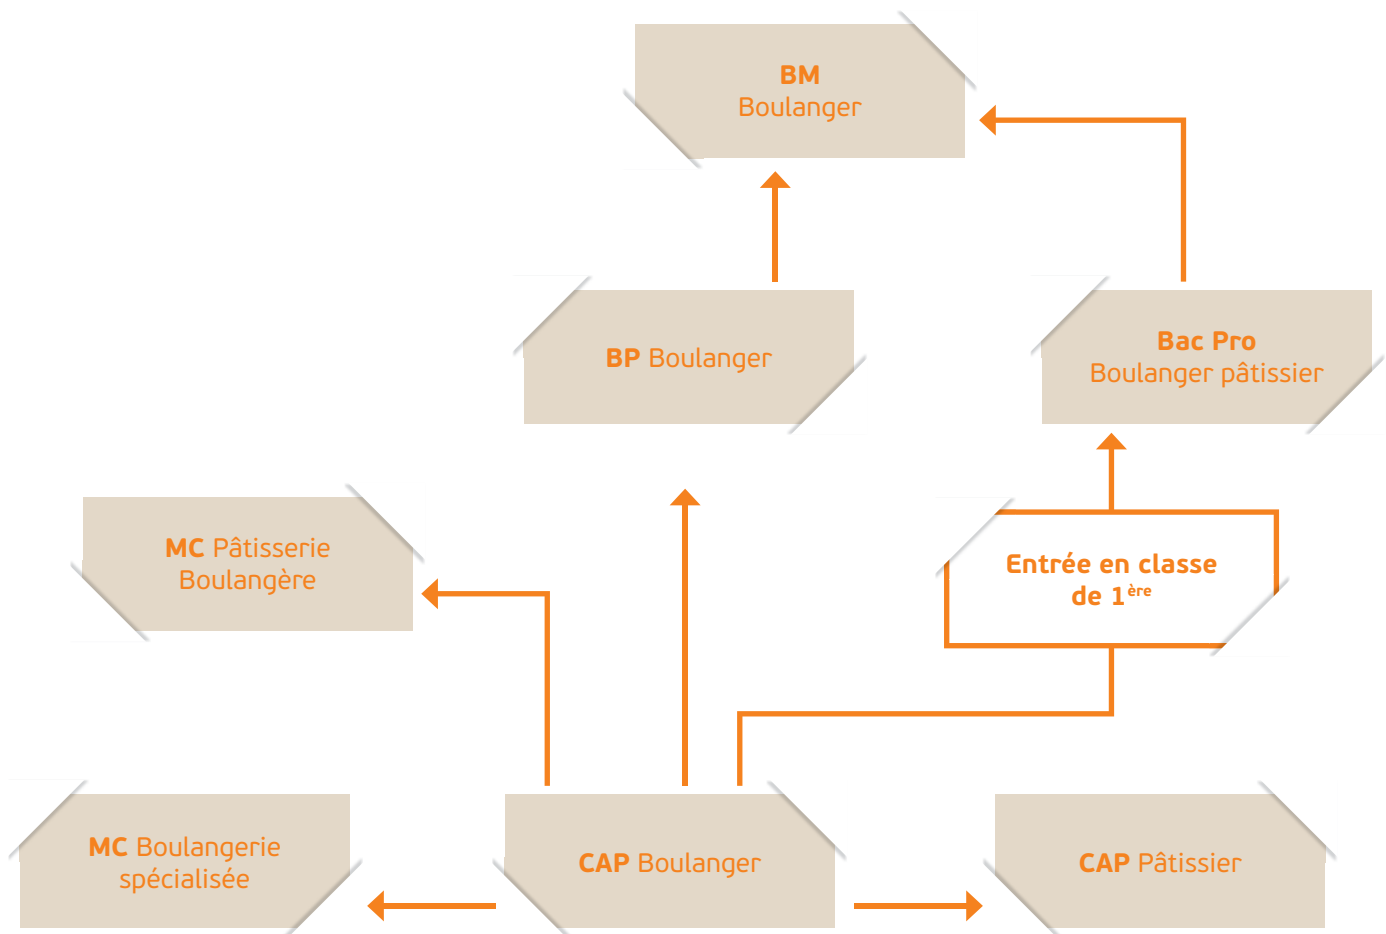 BM
Boulanger
BP Boulanger
Bac Pro
Boulanger pâtissier
MC Pâtisserie
Boulangère
Entrée en classe
de 1ère
MC Boulangerie
spécialisée
CAP Boulanger
CAP Pâtissier